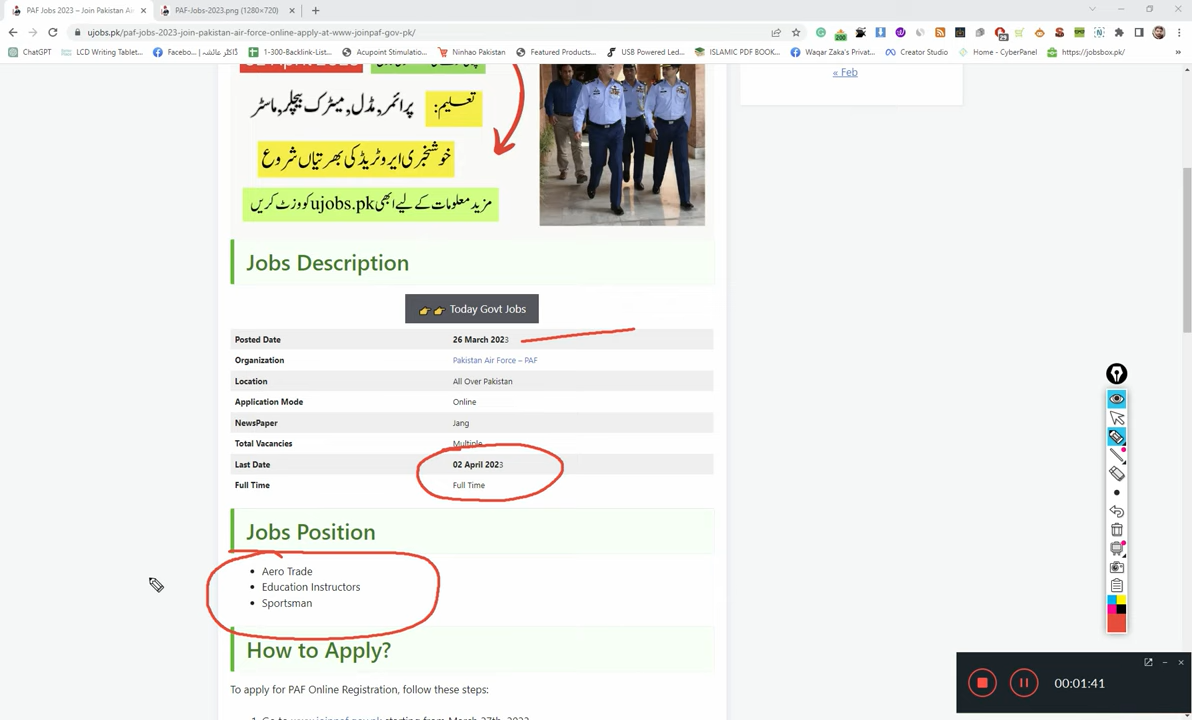 PAF Jobs 2023 – Join Pakistan Ai
PAF-Jobs-2023.png (1280×720)
ujobs.pk/paf-jobs-2023-join-pakistan-air-force-online-apply-at-www-joinpaf-gov-pk/
ChatGPT
LCD Writing Tablet...
Facebo...
ڈاکٹر عائشہ
1-300-Backlink-List...
Acupoint Stimulatio...
Ninhao Pakistan
Featured Products...
USB Powered Led...
ISLAMIC PDF BOOK...
Waqar Zaka's Privat...
Creator Studio
Home - CyberPanel
https://jobsbox.pk/
« Feb
تعلیم: پرائمر,مڈل,میٹرک بیچلر,ماسٹر
خوشخبری ایروٹریڈ کی بھرتیاں شروع
مزید معلومات کے لیے ابھی ujobs.pk کو وزٹ کریں
Jobs Description
Today Govt Jobs
Posted Date 26 March 2023
Organization Pakistan Air Force – PAF
Location All Over Pakistan
Application Mode Online
NewsPaper Jang
Total Vacancies Multiple
Last Date 02 April 2023
Full Time Full Time
Jobs Position
Aero Trade
Education Instructors
Sportsman
How to Apply?
To apply for PAF Online Registration, follow these steps:
00:01:41